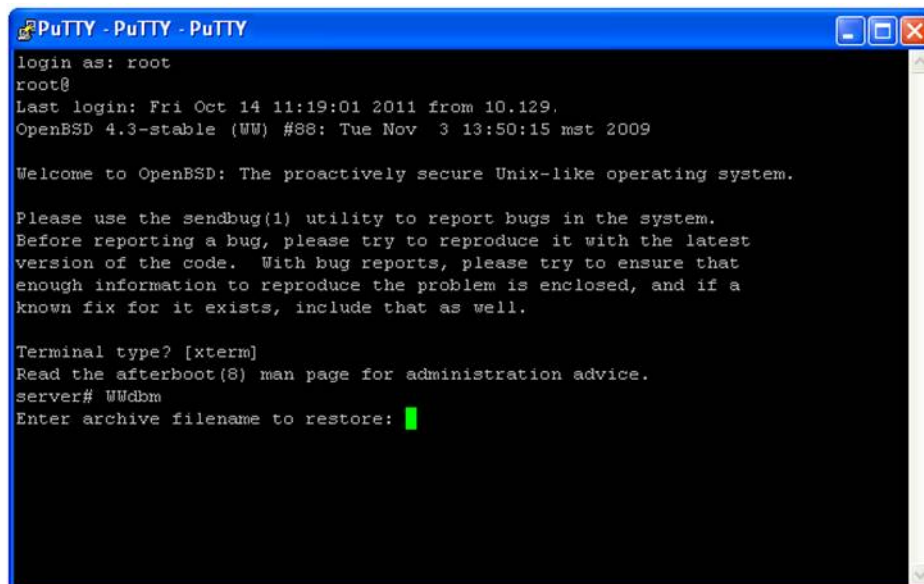 PuTTY - PuTTY - PuTTY
login as: root
root@
Last login: Fri Oct 14 11:19:01 2011 from 10.129.
OpenBSD 4.3-stable (WW) #88: Tue Nov  3 13:50:15 mst 2009
Welcome to OpenBSD: The proactively secure Unix-like operating system.
Please use the sendbug(1) utility to report bugs in the system.
Before reporting a bug, please try to reproduce it with the latest
version of the code.  With bug reports, please try to ensure that
enough information to reproduce the problem is enclosed, and if a
known fix for it exists, include that as well.
Terminal type? [xterm]
Read the afterboot(8) man page for administration advice.
server# WWdbm
Enter archive filename to restore: